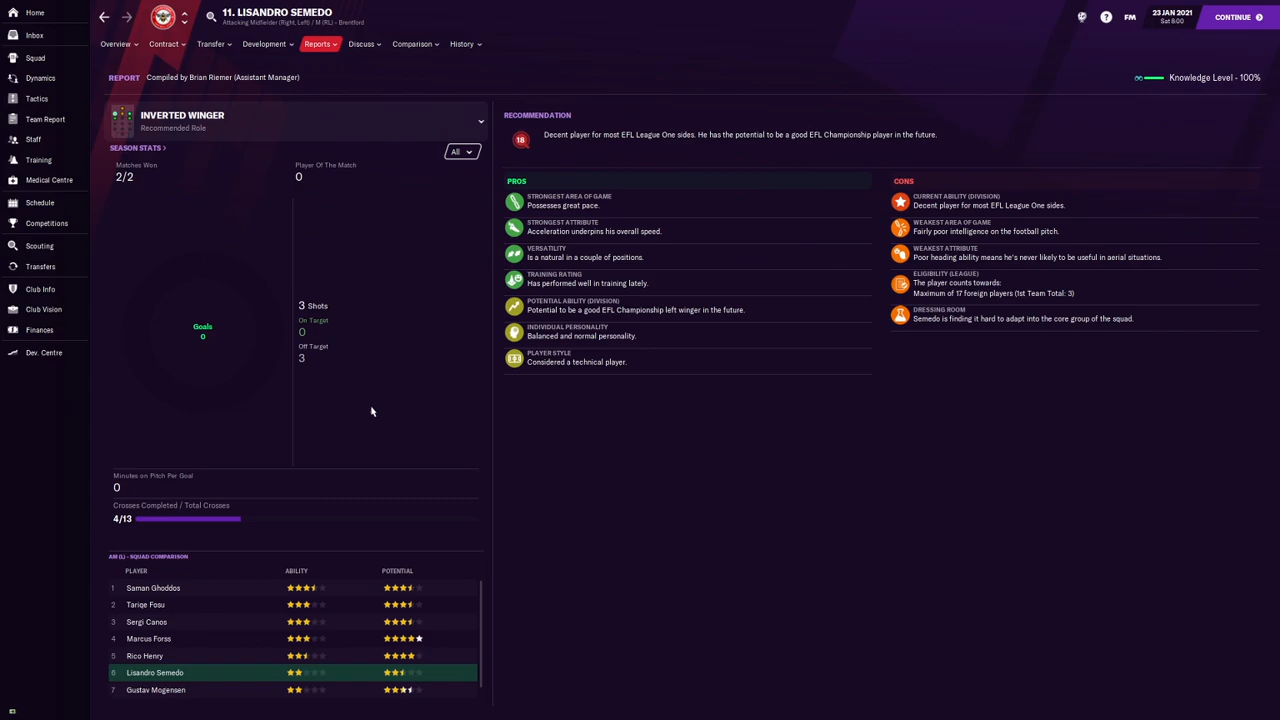 Home
11. LISANDRO SEMEDO
Attacking Midfielder (Right, Left) / M (RL) - Brentford
FM
23 JAN 2021
Sat 8:00
CONTINUE
Inbox
Squad
Dynamics
Tactics
Team Report
Staff
Training
Medical Centre
Schedule
Competitions
Scouting
Transfers
Club Info
Club Vision
Finances
Dev. Centre
Overview
Contract
Transfer
Development
Reports
Discuss
Comparison
History
REPORT
Compiled by Brian Riemer (Assistant Manager)
Knowledge Level - 100%
INVERTED WINGER
Recommended Role
SEASON STATS >
All
Matches Won
2/2
Player Of The Match
0
Goals
0
3 Shots
On Target
0
Off Target
3
Minutes on Pitch Per Goal
0
Crosses Completed / Total Crosses
4/13
AM (L) - SQUAD COMPARISON
PLAYER ABILITY POTENTIAL
1 Saman Ghoddos
2 Tariqe Fosu
3 Sergi Canos
4 Marcus Forss
5 Rico Henry
6 Lisandro Semedo
7 Gustav Mogensen
RECOMMENDATION
18
Decent player for most EFL League One sides. He has the potential to be a good EFL Championship player in the future.
PROS
STRONGEST AREA OF GAME
Possesses great pace.
STRONGEST ATTRIBUTE
Acceleration underpins his overall speed.
VERSATILITY
Is a natural in a couple of positions.
TRAINING RATING
Has performed well in training lately.
POTENTIAL ABILITY (DIVISION)
Potential to be a good EFL Championship left winger in the future.
INDIVIDUAL PERSONALITY
Balanced and normal personality.
PLAYER STYLE
Considered a technical player.
CONS
CURRENT ABILITY (DIVISION)
Decent player for most EFL League One sides.
WEAKEST AREA OF GAME
Fairly poor intelligence on the football pitch.
WEAKEST ATTRIBUTE
Poor heading ability means he's never likely to be useful in aerial situations.
ELIGIBILITY (LEAGUE)
The player counts towards:
Maximum of 17 foreign players (1st Team Total: 3)
DRESSING ROOM
Semedo is finding it hard to adapt into the core group of the squad.